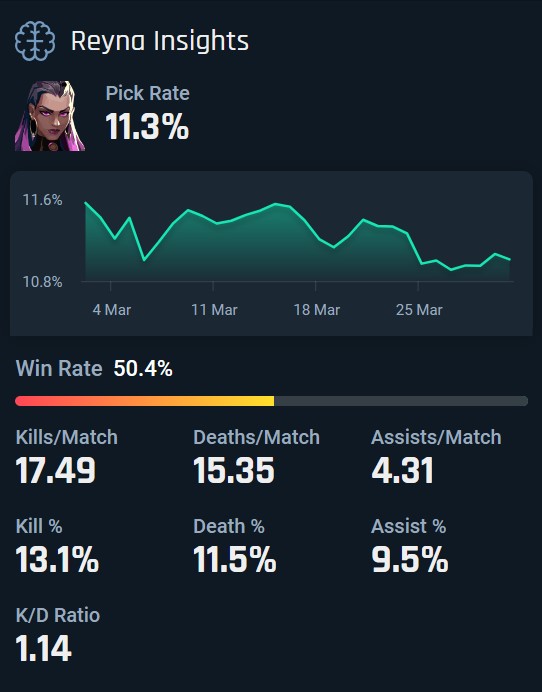 Reyna Insights
Pick Rate
11.3%
11.6%
10.8%
4 Mar 11 Mar 18 Mar 25 Mar
Win Rate 50.4%
Kills/Match Deaths/Match Assists/Match
17.49 15.35 4.31
Kill % Death % Assist %
13.1% 11.5% 9.5%
K/D Ratio
1.14